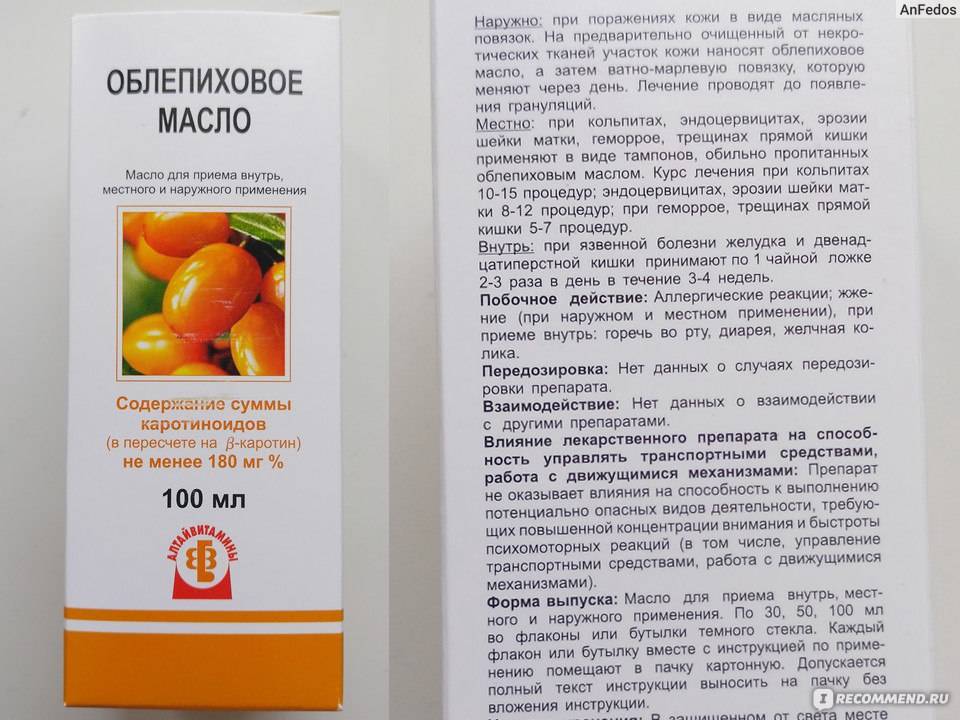 AnFedos
ОБЛЕПИХОВОЕ
МАСЛО
Масло для приема внутрь,
местного и наружного применения
Содержание суммы
каротиноидов
(в пересчете на β-каротин)
не менее 180 мг %
100 мл
АЛТАЙВИТАМИНЫ
Наружно: при поражениях кожи в виде масляных
повязок. На предварительно очищенный от некро-
тических тканей участок кожи наносят облепиховое
масло, а затем ватно-марлевую повязку, которую
меняют через день. Лечение проводят до появле-
ния грануляций.
Местно: при кольпитах, эндоцервицитах, эрозии
шейки матки, геморрое, трещинах прямой кишки
применяют в виде тампонов, обильно пропитанных
облепиховым маслом. Курс лечения при кольпитах
10-15 процедур; эндоцервицитах, эрозии шейки мат-
ки 8-12 процедур; при геморрое, трещинах прямой
кишки 5-7 процедур.
Внутрь: при язвенной болезни желудка и двенад-
цатиперстной кишки принимают по 1 чайной ложке
2-3 раза в день в течение 3-4 недель.
Побочное действие: Аллергические реакции; жже-
ние (при наружном и местном применении), при
приеме внутрь: горечь во рту, диарея, желчная ко-
лика.
Передозировка: Нет данных о случаях передози-
ровки препарата.
Взаимодействие: Нет данных о взаимодействии
с другими препаратами.
Влияние лекарственного препарата на способ-
ность управлять транспортными средствами,
работа с движущимися механизмами: Препарат
не оказывает влияния на способность к выполнению
потенциально опасных видов деятельности, требую-
щих повышенной концентрации внимания и быстроты
психомоторных реакций (в том числе, управление
транспортными средствами, работа с движущимися
механизмами).
Форма выпуска: Масло для приема внутрь, мест-
ного и наружного применения. По 30, 50, 100 мл
во флаконы или бутылки темного стекла. Каждый
флакон или бутылку вместе с инструкцией по приме-
нению помещают в пачку картонную. Допускается
полный текст инструкции выносить на пачку без
вложения инструкции.
В защищенном от света месте
IRECOMMEND.RU